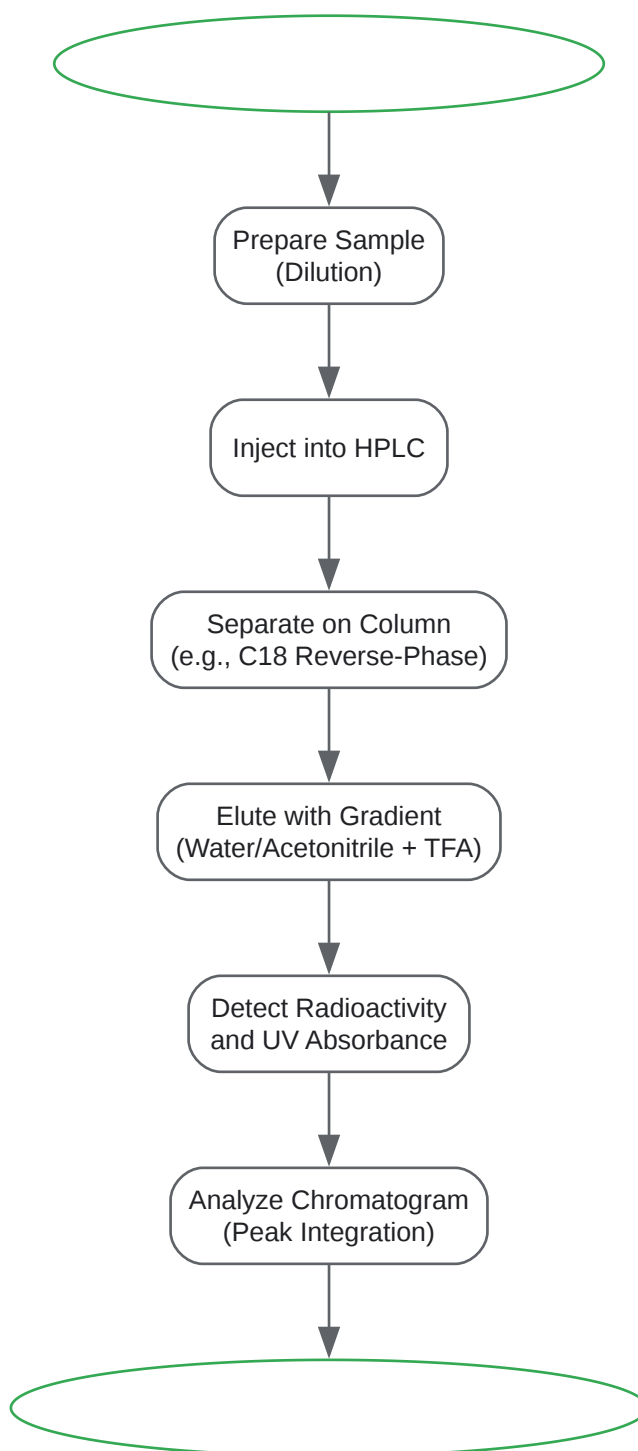 Prepare Sample
(Dilution)
Inject into HPLC
Separate on Column
(e.g., C18 Reverse-Phase)
Elute with Gradient
(Water/Acetonitrile + TFA)
Detect Radioactivity
and UV Absorbance
Analyze Chromatogram
(Peak Integration)